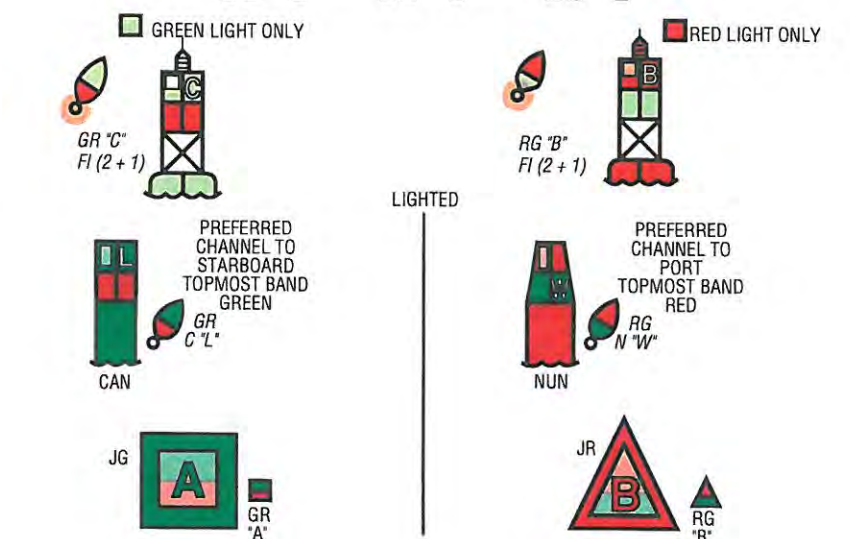 GREEN LIGHT ONLY
C
GR "C"
Fl (2 + 1)
RED LIGHT ONLY
B
RG "B"
Fl (2 + 1)
LIGHTED
PREFERRED
CHANNEL TO
STARBOARD
TOPMOST BAND
GREEN
L
GR
C "L"
CAN
PREFERRED
CHANNEL TO
PORT
TOPMOST BAND
RED
W
RG
N "W"
NUN
JG
A
GR
"A"
JR
B
RG
"B"